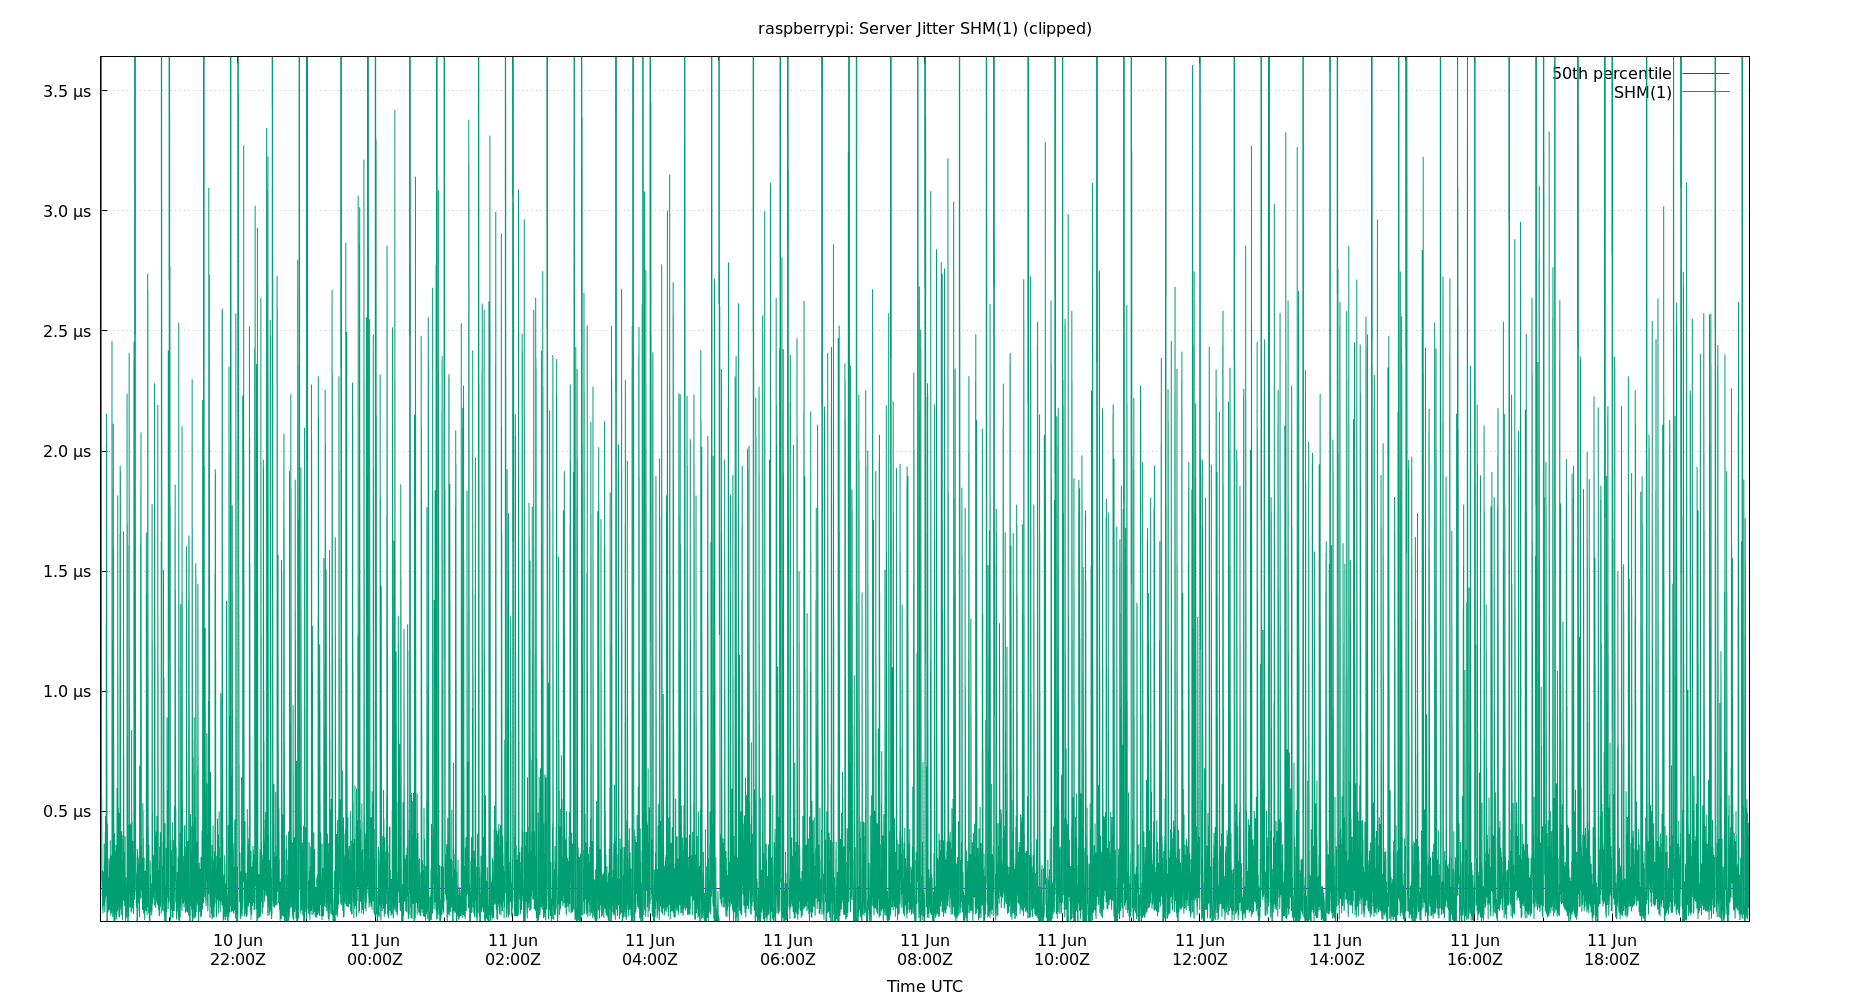 raspberrypi: Server Jitter SHM(1) (clipped)
50th percentile
SHM(1)
3.5 µs
3.0 µs
2.5 µs
2.0 µs
1.5 µs
1.0 µs
0.5 µs
10 Jun 11 Jun 11 Jun 11 Jun 11 Jun 11 Jun 11 Jun 11 Jun 11 Jun 11 Jun 11 Jun
22:00Z 00:00Z 02:00Z 04:00Z 06:00Z 08:00Z 10:00Z 12:00Z 14:00Z 16:00Z 18:00Z
Time UTC